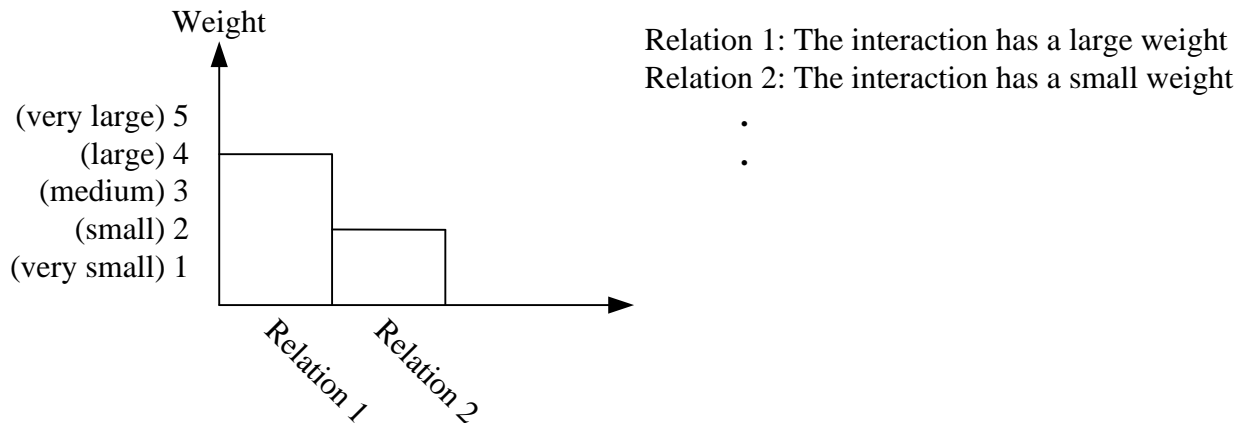 Weight
(very large) 5
(large) 4
(medium) 3
(small) 2
(very small) 1
Relation 1
Relation 2
Relation 1: The interaction has a large weight
Relation 2: The interaction has a small weight
.
.